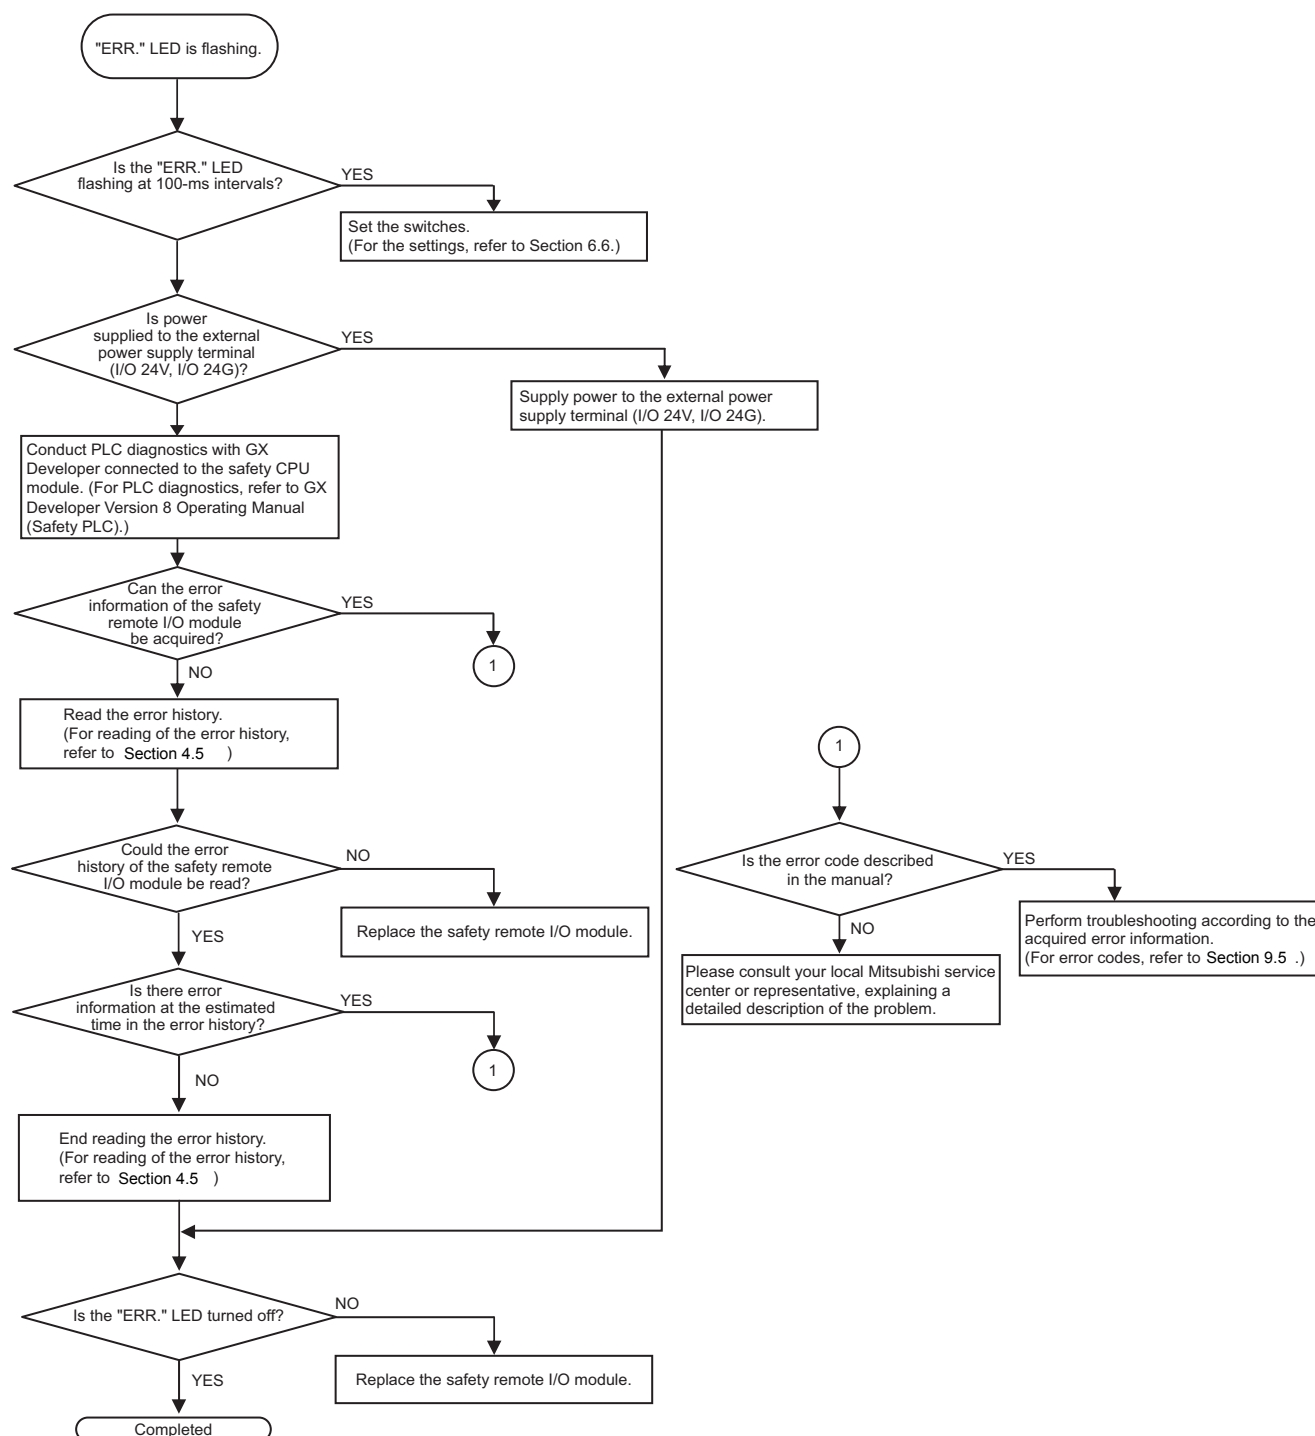 "ERR." LED is flashing.
Is the "ERR." LED
flashing at 100-ms intervals?
YES
Set the switches.
(For the settings, refer to Section 6.6.)
Is power
supplied to the external
power supply terminal
(I/O 24V, I/O 24G)?
YES
Supply power to the external power
supply terminal (I/O 24V, I/O 24G).
Conduct PLC diagnostics with GX
Developer connected to the safety CPU
module. (For PLC diagnostics, refer to GX
Developer Version 8 Operating Manual
(Safety PLC).)
Can the error
information of the safety
remote I/O module
be acquired?
YES
1
NO
Read the error history.
(For reading of the error history,
refer to Section 4.5 )
Could the error
history of the safety remote
I/O module be read?
NO
Replace the safety remote I/O module.
YES
Is there error
information at the estimated
time in the error history?
YES
1
NO
End reading the error history.
(For reading of the error history,
refer to Section 4.5 )
Is the "ERR." LED turned off?
NO
Replace the safety remote I/O module.
YES
Completed
1
Is the error code described
in the manual?
YES
Perform troubleshooting according to the
acquired error information.
(For error codes, refer to Section 9.5 .)
NO
Please consult your local Mitsubishi service
center or representative, explaining a
detailed description of the problem.